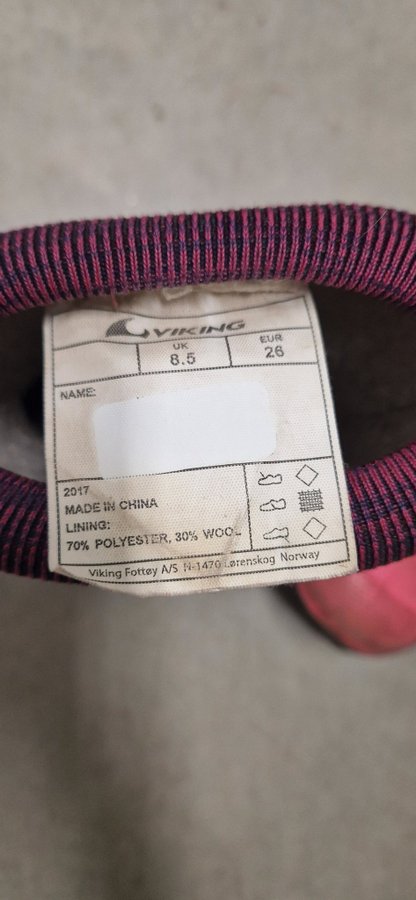 VIKING
UK
8.5
EUR
26
NAME:
2017
MADE IN CHINA
LINING:
70% POLYESTER, 30% WOOL
Viking Fottøy A/S N-1470 Lørenskog Norway